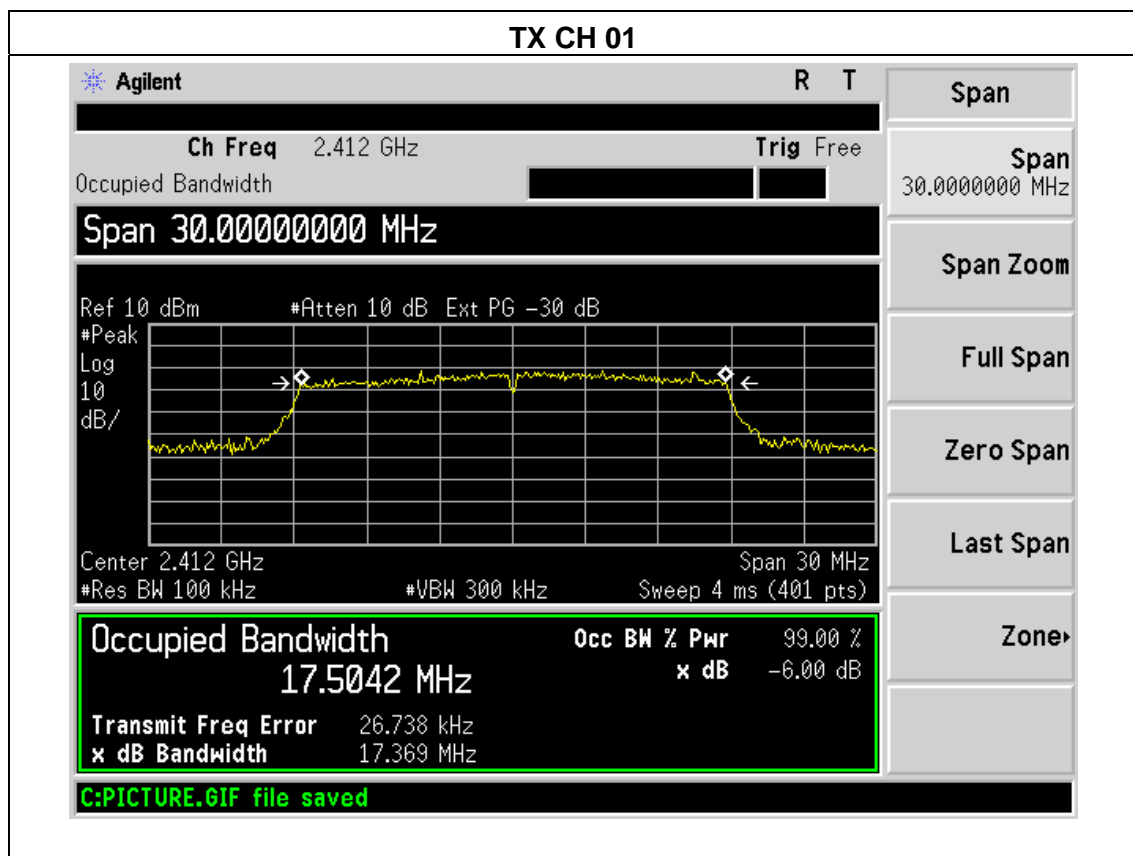 TX CH 01
Agilent R T
Ch Freq 2.412 GHz Trig Free
Occupied Bandwidth
Span 30.00000000 MHz
Ref 10 dBm #Atten 10 dB Ext PG -30 dB
#Peak
Log
10
dB/
Center 2.412 GHz Span 30 MHz
#Res BW 100 kHz #VBW 300 kHz Sweep 4 ms (401 pts)
Occupied Bandwidth Occ BW % Pwr 99.00 %
17.5042 MHz x dB -6.00 dB
Transmit Freq Error 26.738 kHz
x dB Bandwidth 17.369 MHz
C:PICTURE.GIF file saved
Span
Span
30.0000000 MHz
Span Zoom
Full Span
Zero Span
Last Span
Zone